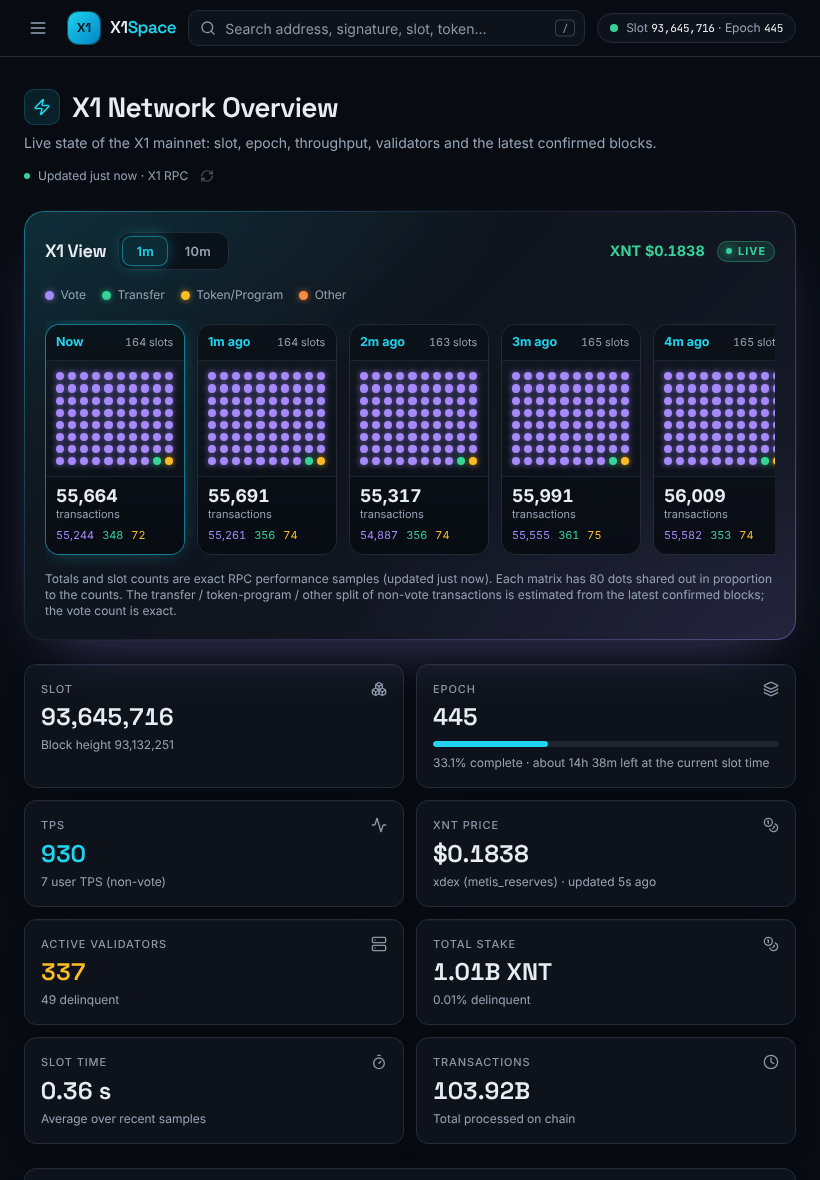 X1
X1Space
Search address, signature, slot, token...
/
Slot 93,645,716 · Epoch 445
X1 Network Overview
Live state of the X1 mainnet: slot, epoch, throughput, validators and the latest confirmed blocks.
Updated just now · X1 RPC
X1 View
1m
10m
XNT $0.1838
LIVE
Vote
Transfer
Token/Program
Other
Now
164 slots
55,664
transactions
55,244 348 72
1m ago
164 slots
55,691
transactions
55,261 356 74
2m ago
163 slots
55,317
transactions
54,887 356 74
3m ago
165 slots
55,991
transactions
55,555 361 75
4m ago
165 slot
56,009
transactions
55,582 353 74
Totals and slot counts are exact RPC performance samples (updated just now). Each matrix has 80 dots shared out in proportion
to the counts. The transfer / token-program / other split of non-vote transactions is estimated from the latest confirmed blocks;
the vote count is exact.
SLOT
93,645,716
Block height 93,132,251
EPOCH
445
33.1% complete · about 14h 38m left at the current slot time
TPS
930
7 user TPS (non-vote)
XNT PRICE
$0.1838
xdex (metis_reserves) · updated 5s ago
ACTIVE VALIDATORS
337
49 delinquent
TOTAL STAKE
1.01B XNT
0.01% delinquent
SLOT TIME
0.36 s
Average over recent samples
TRANSACTIONS
103.92B
Total processed on chain